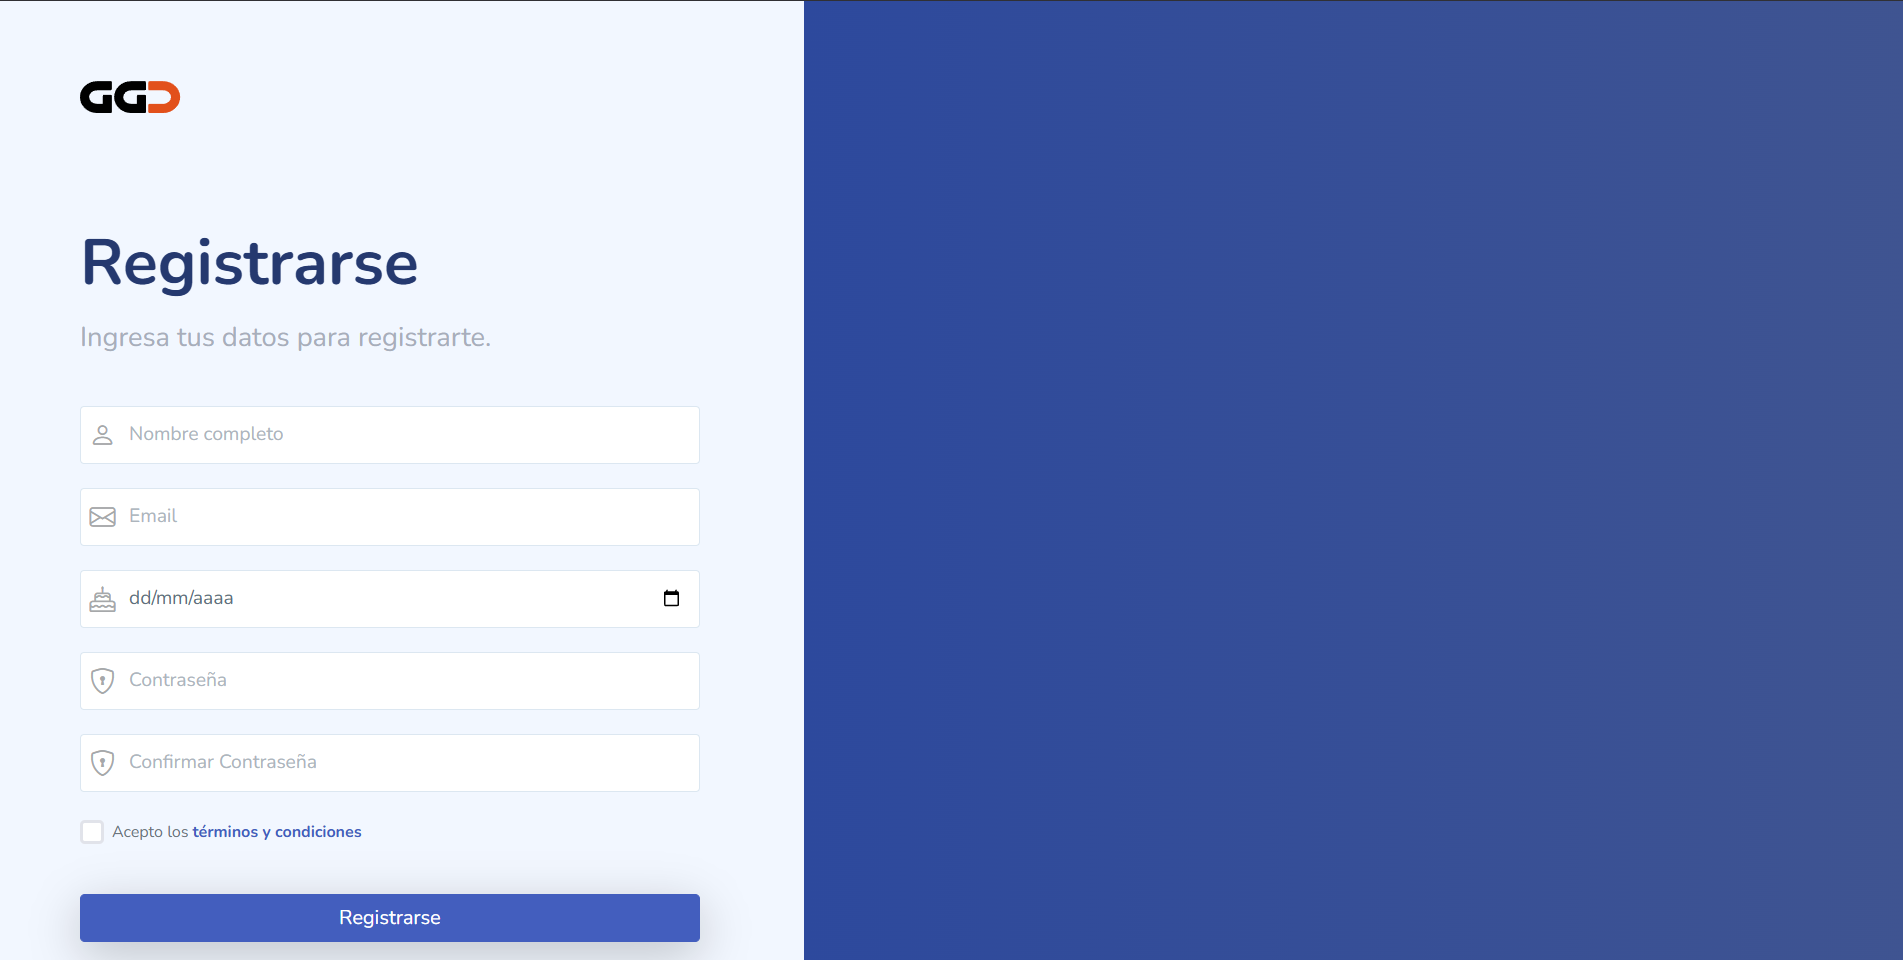 GGD
Registrarse
Ingresa tus datos para registrarte.
Nombre completo
Email
dd/mm/aaaa
Contraseña
Confirmar Contraseña
Acepto los términos y condiciones
Registrarse